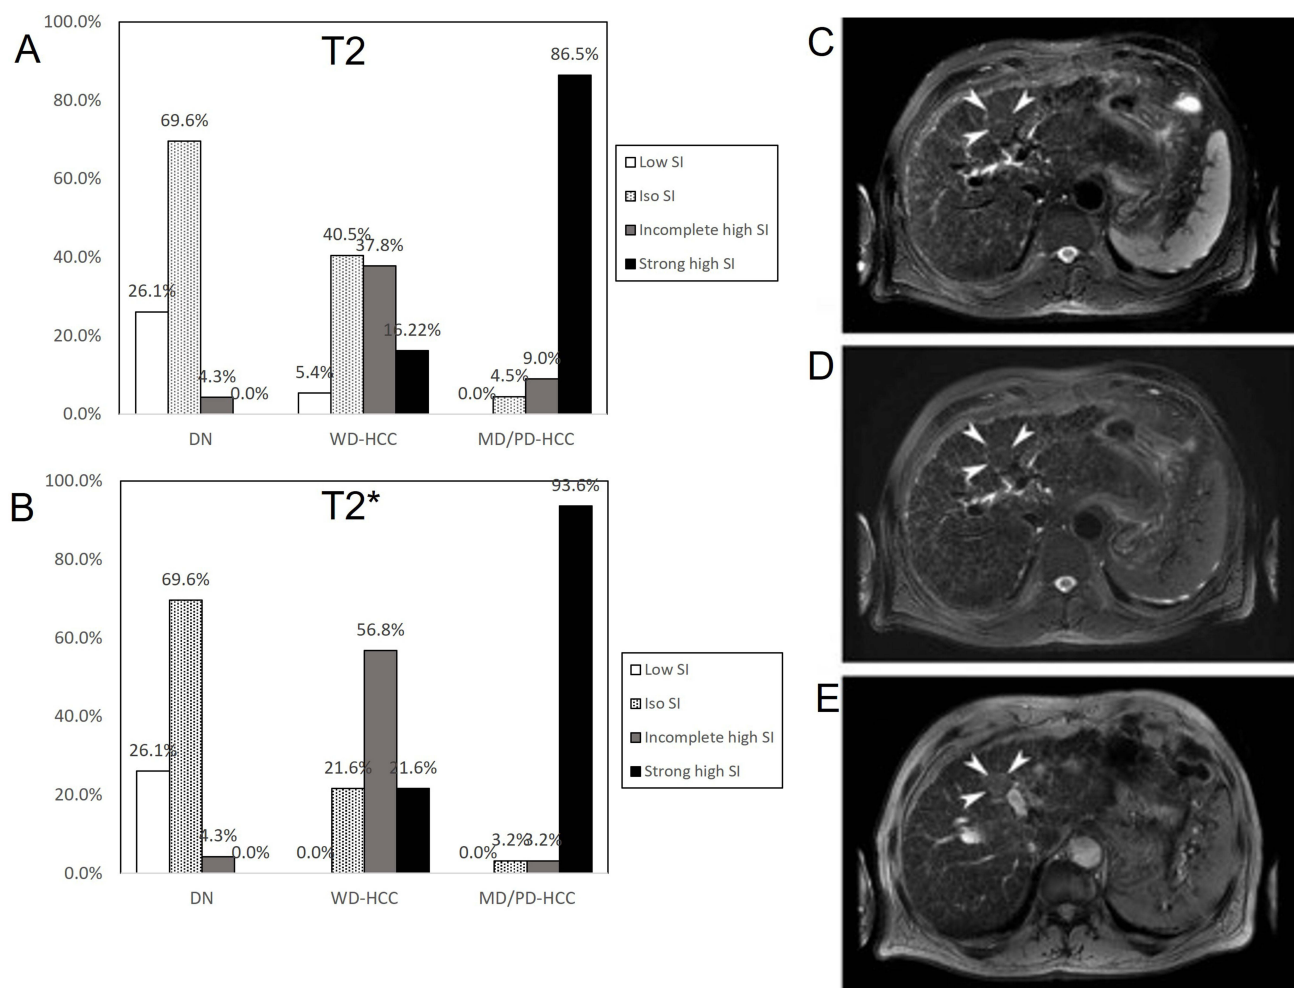 A
T2
100.0%
80.0%
60.0%
40.0%
20.0%
0.0%
26.1%
69.6%
4.3%
0.0%
5.4%
40.5%
37.8%
16.22%
0.0%
4.5%
9.0%
86.5%
DN
WD-HCC
MD/PD-HCC
Low SI
Iso SI
Incomplete high SI
Strong high SI
B
T2*
100.0%
80.0%
60.0%
40.0%
20.0%
0.0%
26.1%
69.6%
4.3%
0.0%
0.0%
21.6%
56.8%
21.6%
0.0%
3.2%
3.2%
93.6%
DN
WD-HCC
MD/PD-HCC
Low SI
Iso SI
Incomplete high SI
Strong high SI
C
D
E